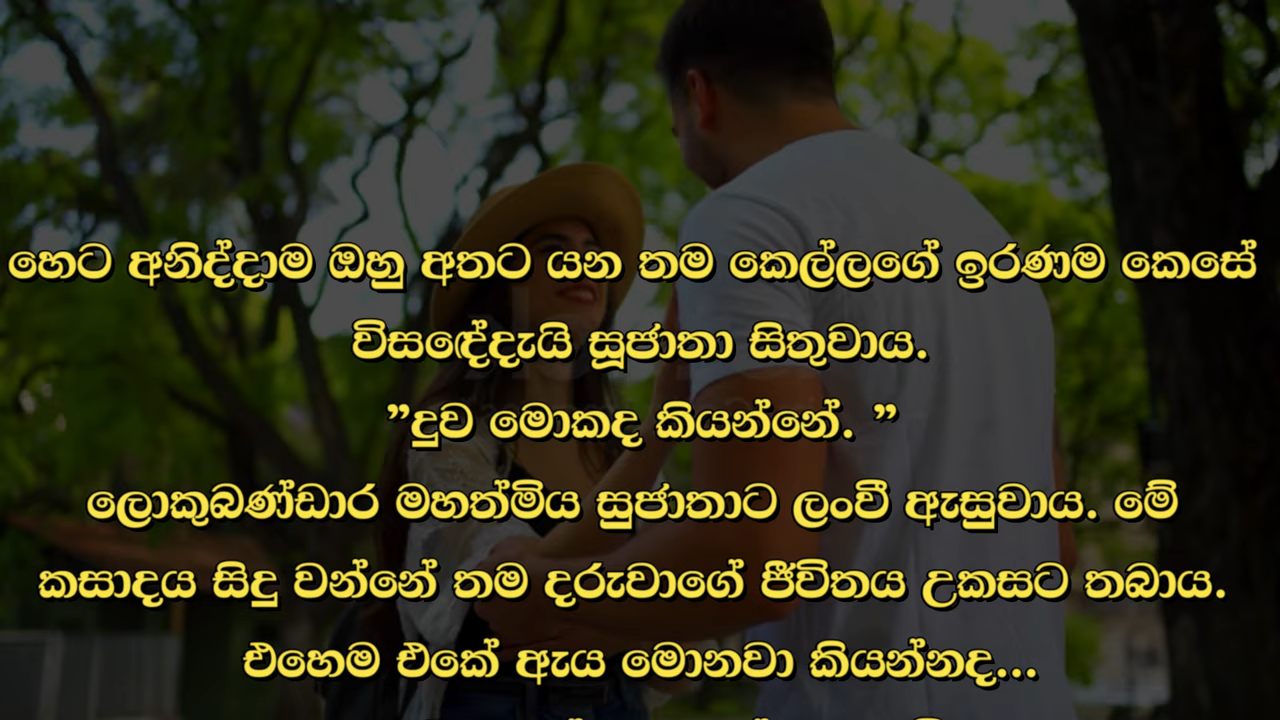 හෙට අනිද්දාම ඔහු අතට යන තම කෙල්ලගේ ඉරණම කෙසේ
විසඳේදැයි සූජාතා සිතුවාය.
”දුව මොකද කියන්නේ. ”
ලොකුබණ්ඩාර මහත්මිය සුජාතාට ලංවී ඇසුවාය. මේ
කසාදය සිදු වන්නේ තම දරුවාගේ ජීවිතය උකසට තබාය.
එහෙම එකේ ඇය මොනවා කියන්නද...